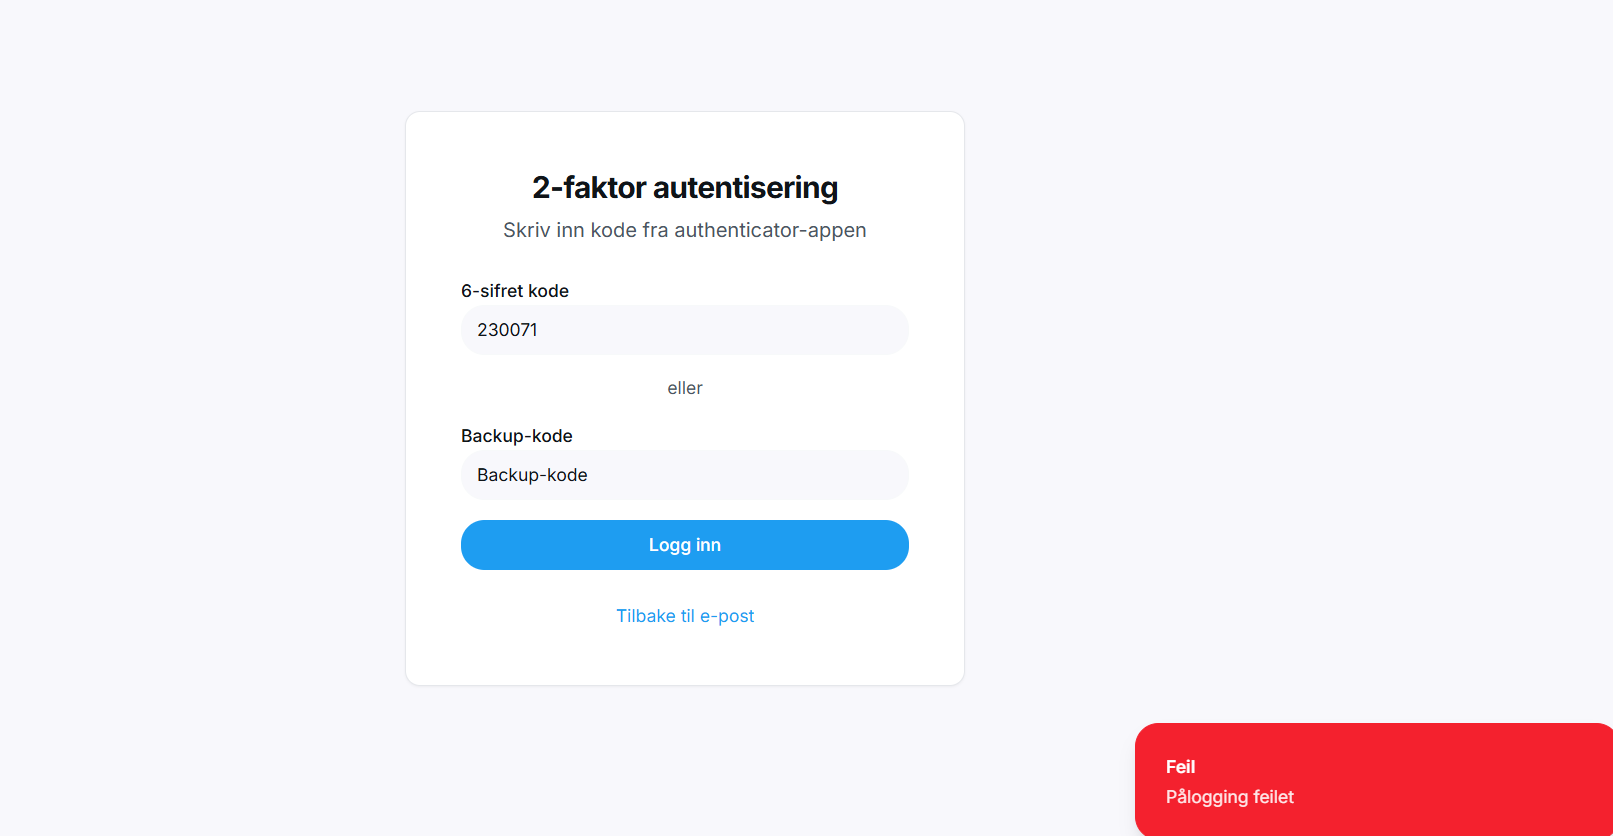 2-faktor autentisering
Skriv inn kode fra authenticator-appen
6-sifret kode
230071
eller
Backup-kode
Backup-kode
Logg inn
Tilbake til e-post
Feil
Pålogging feilet